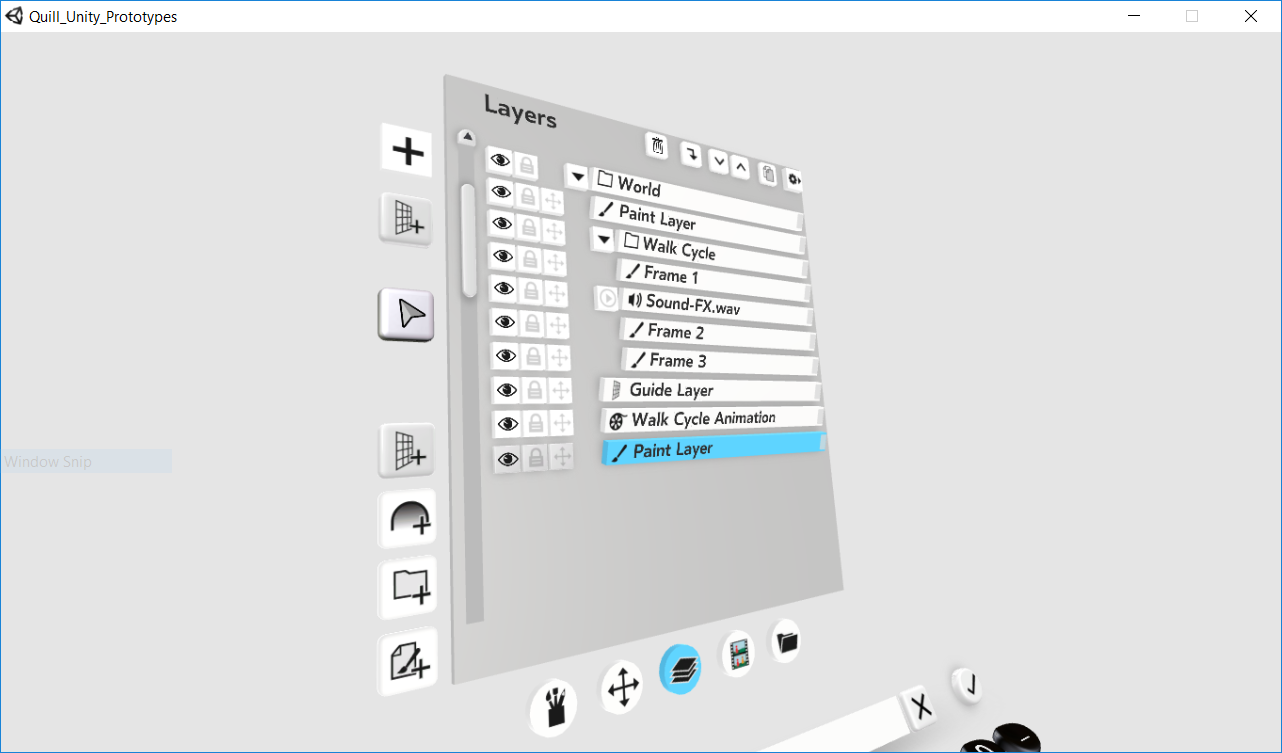 Quill_Unity_Prototypes
Layers
World
Paint Layer
Walk Cycle
Frame 1
Sound-FX.wav
Frame 2
Frame 3
Guide Layer
Walk Cycle Animation
Paint Layer
Window Snip